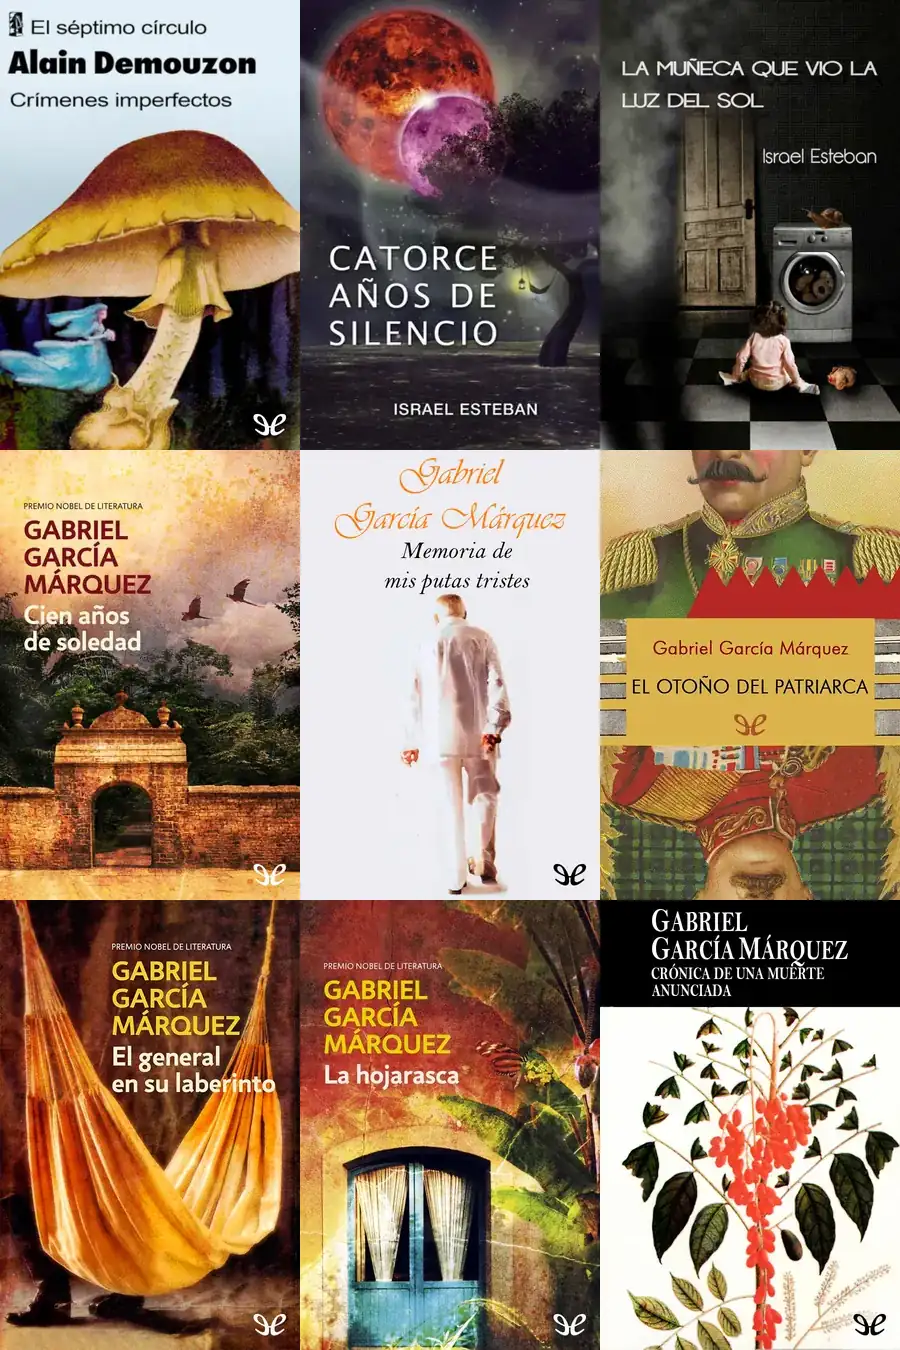 El séptimo círculo
Alain Demouzon
Crímenes imperfectos
CATORCE
AÑOS DE
SILENCIO
ISRAEL ESTEBAN
LA MUÑECA QUE VIO LA
LUZ DEL SOL
Israel Esteban
PREMIO NOBEL DE LITERATURA
GABRIEL
GARCÍA
MÁRQUEZ
Cien años
de soledad
Gabriel
García Márquez
Memoria de
mis putas tristes
Gabriel García Márquez
EL OTOÑO DEL PATRIARCA
PREMIO NOBEL DE LITERATURA
GABRIEL
GARCÍA
MÁRQUEZ
El general
en su laberinto
PREMIO NOBEL DE LITERATURA
GABRIEL
GARCÍA
MÁRQUEZ
La hojarasca
GABRIEL
GARCÍA MÁRQUEZ
CRÓNICA DE UNA MUERTE
ANUNCIADA